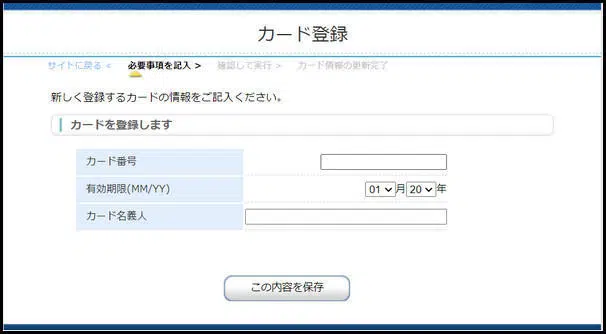 カード登録
サイトに戻る < 必要事項を記入 > 確認して実行 > カード情報の更新完了
新しく登録するカードの情報をご記入ください。
カードを登録します
カード番号
有効期限(MM/YY) 01 月 20 年
カード名義人
この内容を保存